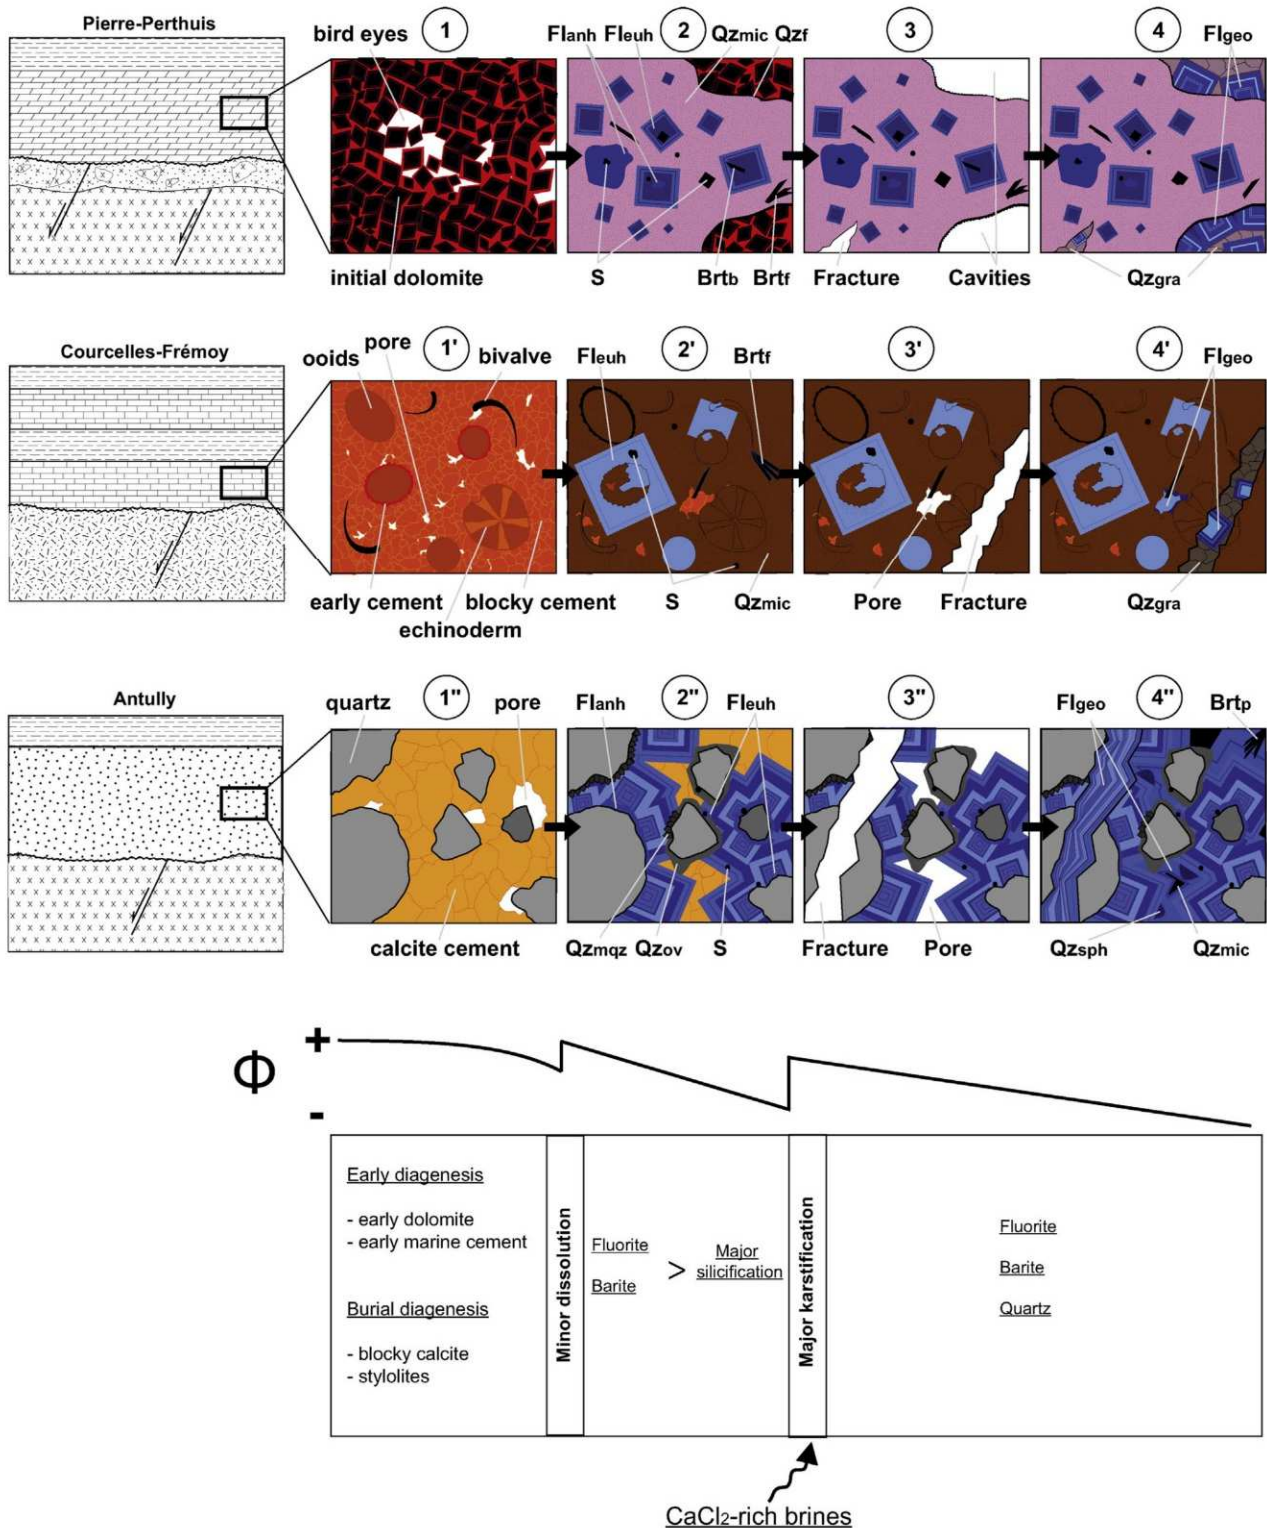 Pierre-Perthuis
bird eyes
1
Flanh Fleuh
2
Qzmic Qzf
3
4
Flgeo
initial dolomite
S
Brtb
Brtf
Fracture
Cavities
Qzgra
Courcelles-Frémoy
ooids
pore
1'
bivalve
Fleuh
2'
Brtf
3'
4'
Flgeo
early cement
blocky cement
echinoderm
S
Qzmic
Pore
Fracture
Qzgra
Antully
quartz
1"
pore
Flanh
2"
Fleuh
3"
Flgeo
4"
Brtp
calcite cement
Qzmqz Qzov
S
Fracture
Pore
Qzsph
Qzmic
Φ
+
-
Early diagenesis
- early dolomite
- early marine cement
Burial diagenesis
- blocky calcite
- stylolites
Minor dissolution
Fluorite
Barite
>
Major
silicification
Major karstification
Fluorite
Barite
Quartz
CaCl2-rich brines